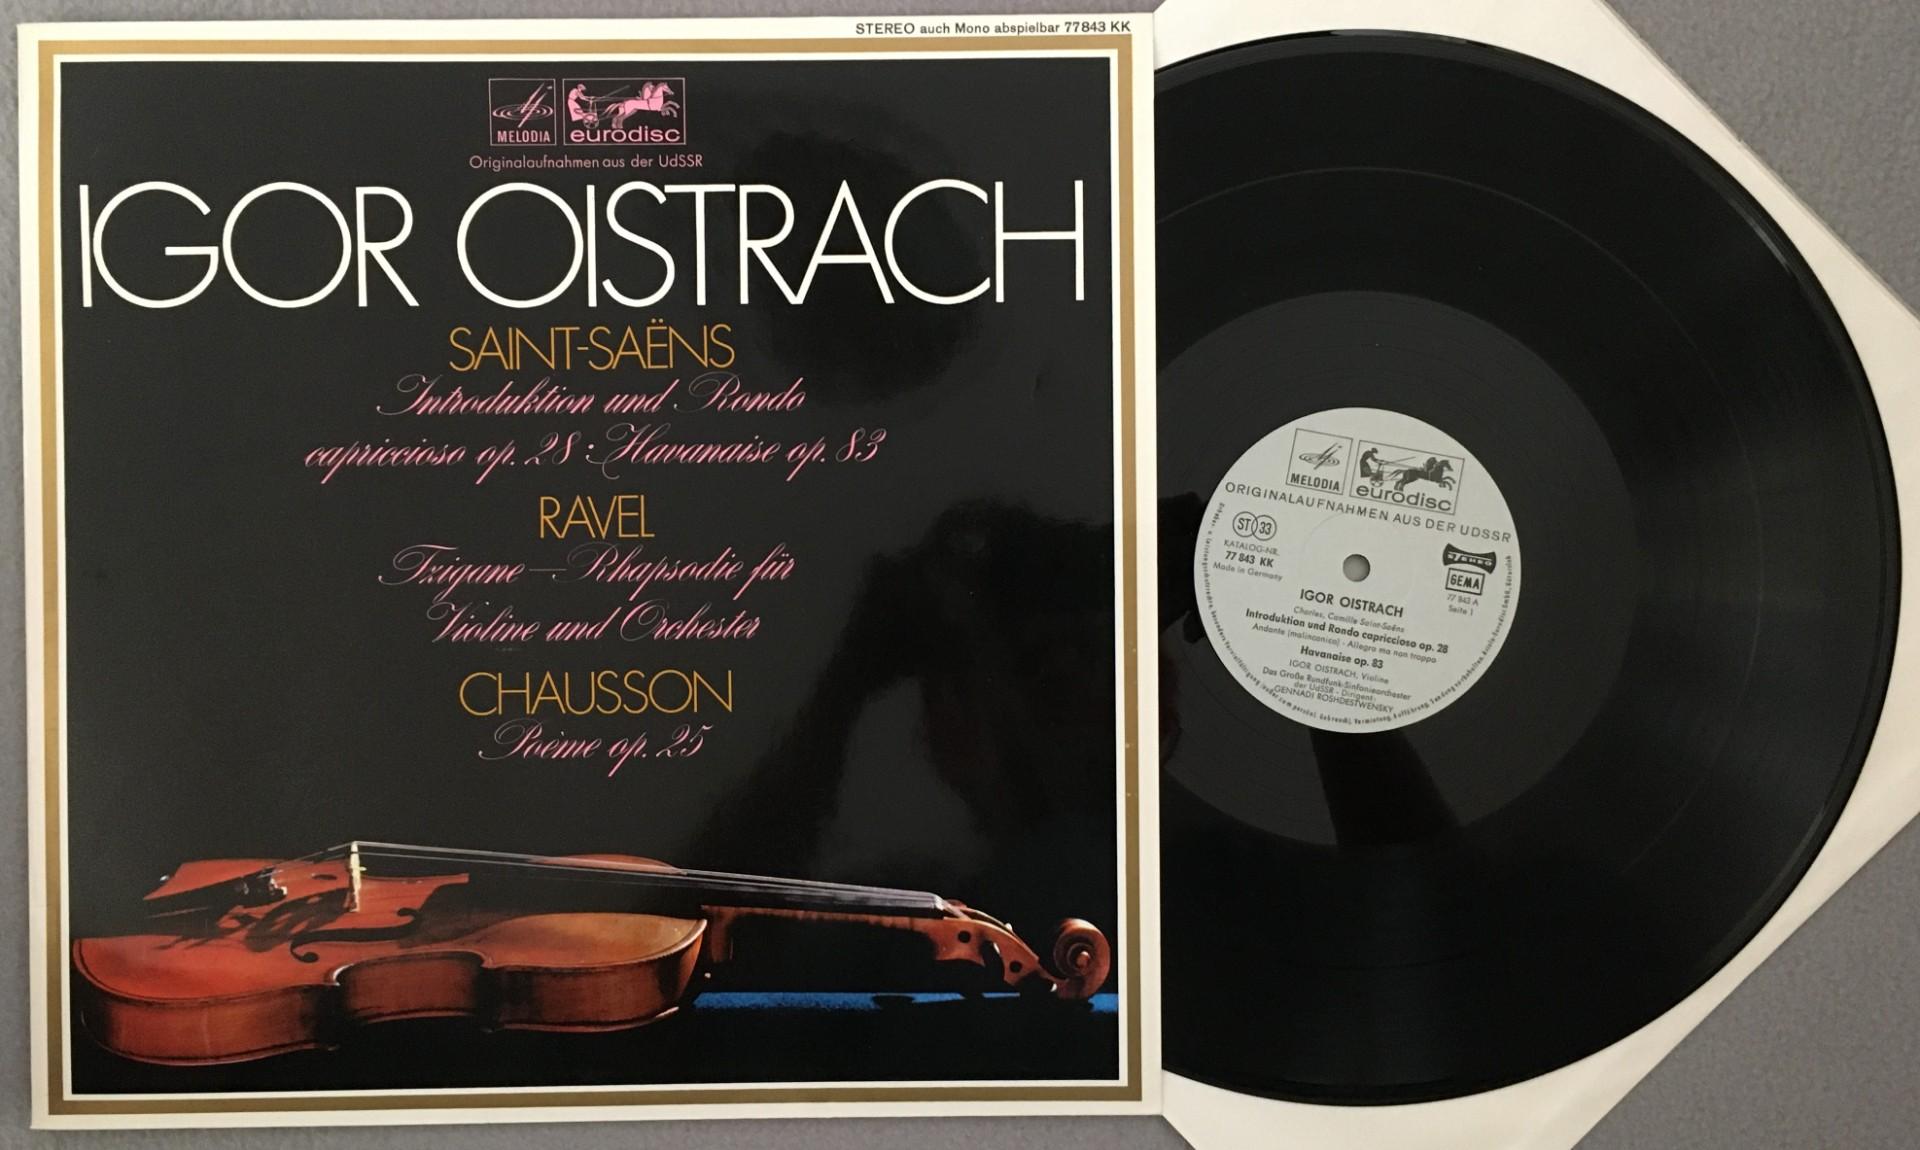 STEREO auch Mono abspielbar 77843 KK
MELODIA
eurodisc
Originalaufnahmen aus der UdSSR
IGOR OISTRACH
SAINT-SAËNS
Introduktion und Rondo
capriccioso op. 28 : Havanaise op. 83
RAVEL
Tzigane — Rhapsodie für
Violine und Orchester
CHAUSSON
Poème op. 25
MELODIA
eurodisc
ORIGINALAUFNAHMEN AUS DER UDSSR
ST 33
KATALOG-NR.
77 843 KK
Made in Germany
STEREO
GEMA
77 843 A
Seite 1
IGOR OISTRACH
Charles, Camille Saint-Saëns
Introduktion und Rondo capriccioso op. 28
Andante (malinconico) - Allegro ma non troppo
Havanaise op. 83
IGOR OISTRACH, Violine
Das Große Rundfunk-Sinfonieorchester
der UdSSR - Dirigent:
GENNADI ROSHDESTWENSKY